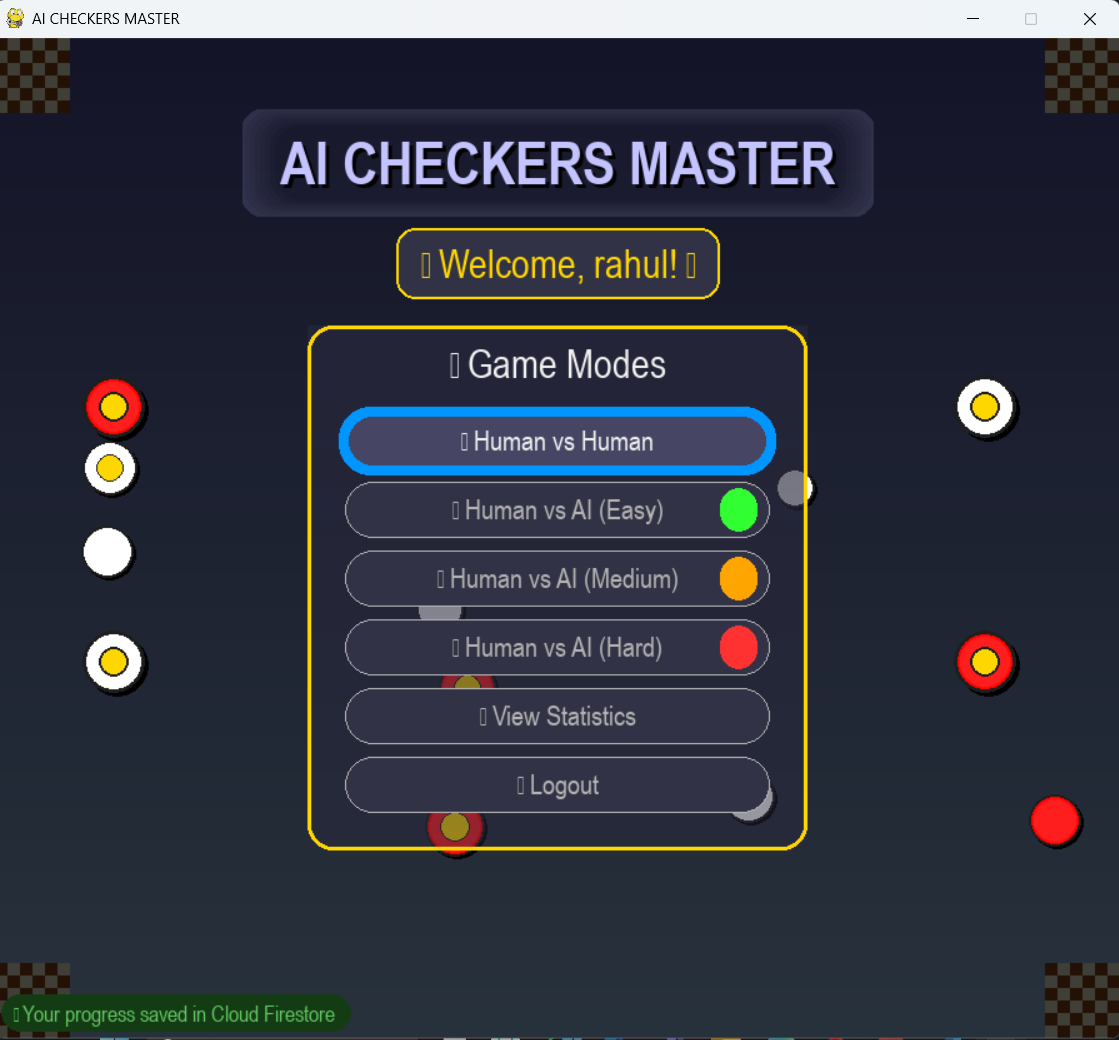 AI CHECKERS MASTER
AI CHECKERS MASTER
Welcome, rahul!
Game Modes
Human vs Human
Human vs AI (Easy)
Human vs AI (Medium)
Human vs AI (Hard)
View Statistics
Logout
Your progress saved in Cloud Firestore